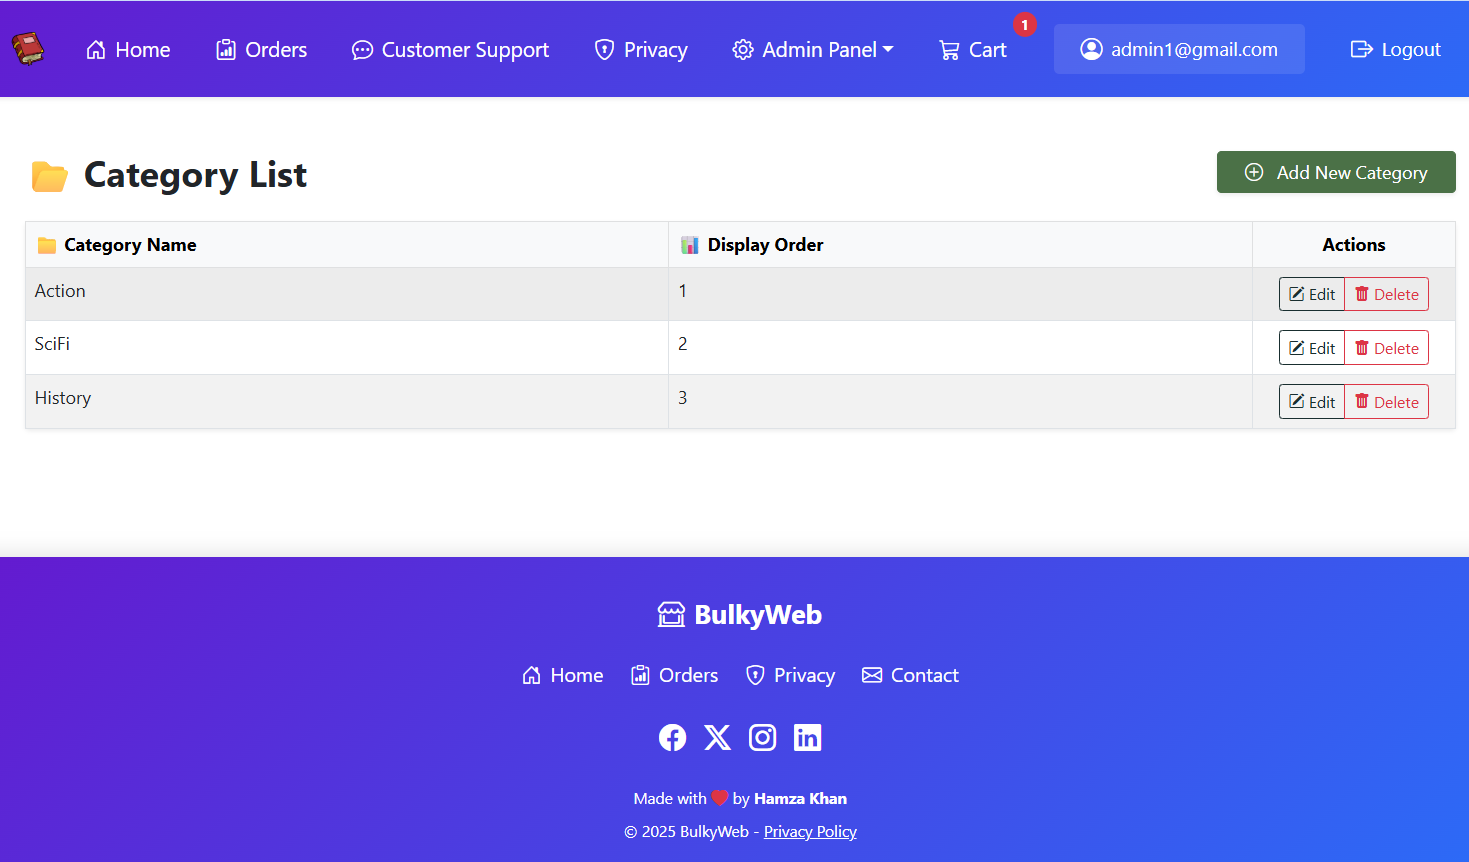 Home Orders Customer Support Privacy Admin Panel Cart 1 admin1@gmail.com Logout
Category List
Add New Category
Category Name Display Order Actions
Action 1 Edit Delete
SciFi 2 Edit Delete
History 3 Edit Delete
BulkyWeb
Home Orders Privacy Contact
Made with ❤️ by Hamza Khan
© 2025 BulkyWeb - Privacy Policy